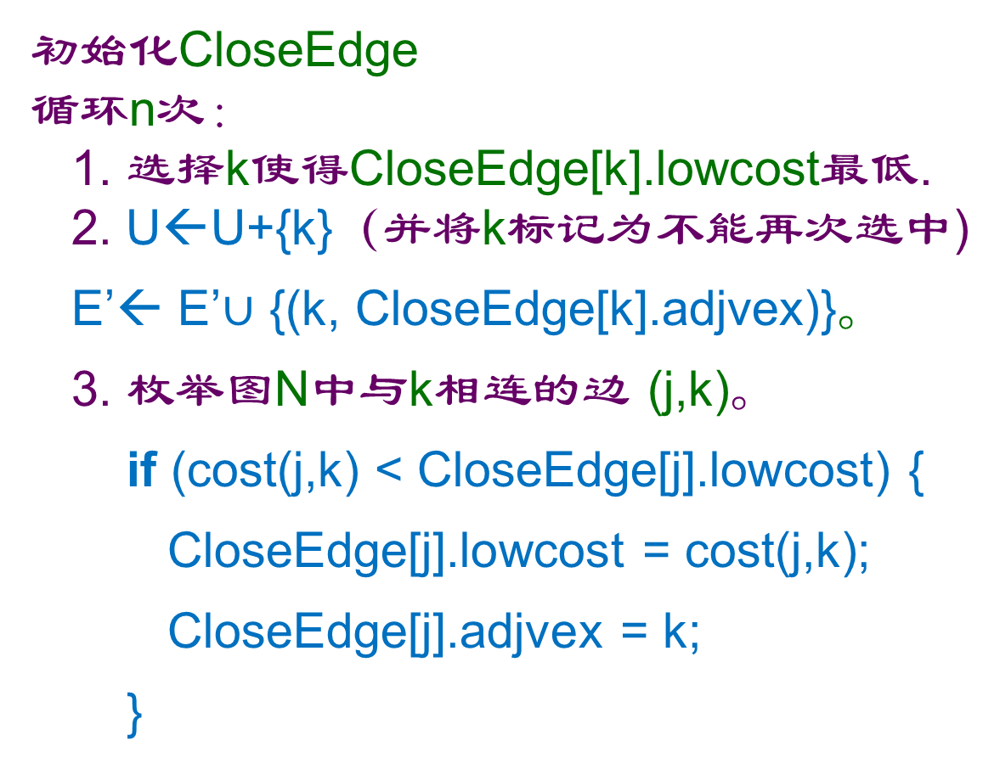 初始化CloseEdge
循环n次：
1. 选择k使得CloseEdge[k].lowcost最低.
2. U←U+{k}（并将k标记为不能再次选中）
E’← E’∪ {(k, CloseEdge[k].adjvex)}。
3. 枚举图N中与k相连的边 (j,k)。
if (cost(j,k) < CloseEdge[j].lowcost) {
CloseEdge[j].lowcost = cost(j,k);
CloseEdge[j].adjvex = k;
}